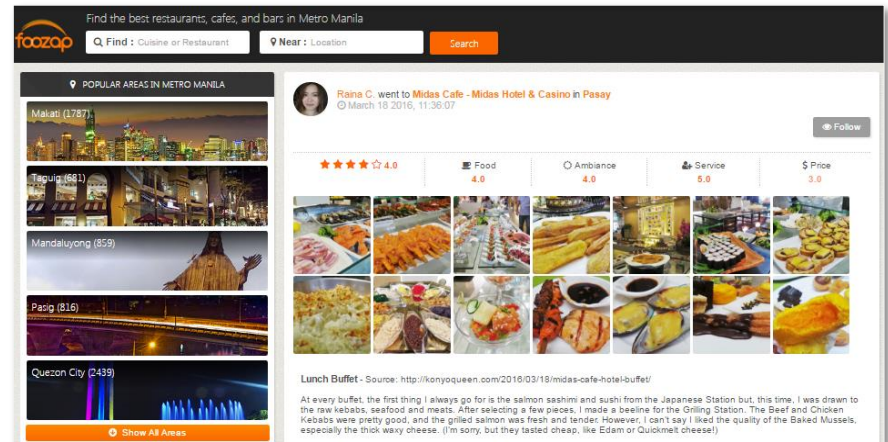 Find the best restaurants, cafes, and bars in Metro Manila
foozap
Find : Cuisine or Restaurant
Near : Location
Search
POPULAR AREAS IN METRO MANILA
Makati (1787)
Taguig (681)
Mandaluyong (859)
Pasig (816)
Quezon City (2439)
Show All Areas
Raina C. went to Midas Cafe - Midas Hotel & Casino in Pasay
March 18 2016, 11:36:07
Follow
4.0
Food
4.0
Ambiance
4.0
Service
5.0
$ Price
3.0
Lunch Buffet - Source: http://konyoqueen.com/2016/03/18/midas-cafe-hotel-buffet/
At every buffet, the first thing I always go for is the salmon sashimi and sushi from the Japanese Station but, this time, I was drawn to
the raw kebabs, seafood and meats. After selecting a few pieces, I made a beeline for the Grilling Station. The Beef and Chicken
Kebabs were pretty good, and the grilled salmon was fresh and tender. However, I can't say I liked the quality of the Baked Mussels,
especially the thick waxy cheese. (I'm sorry, but they tasted cheap, like Edam or Quickmelt cheese!)